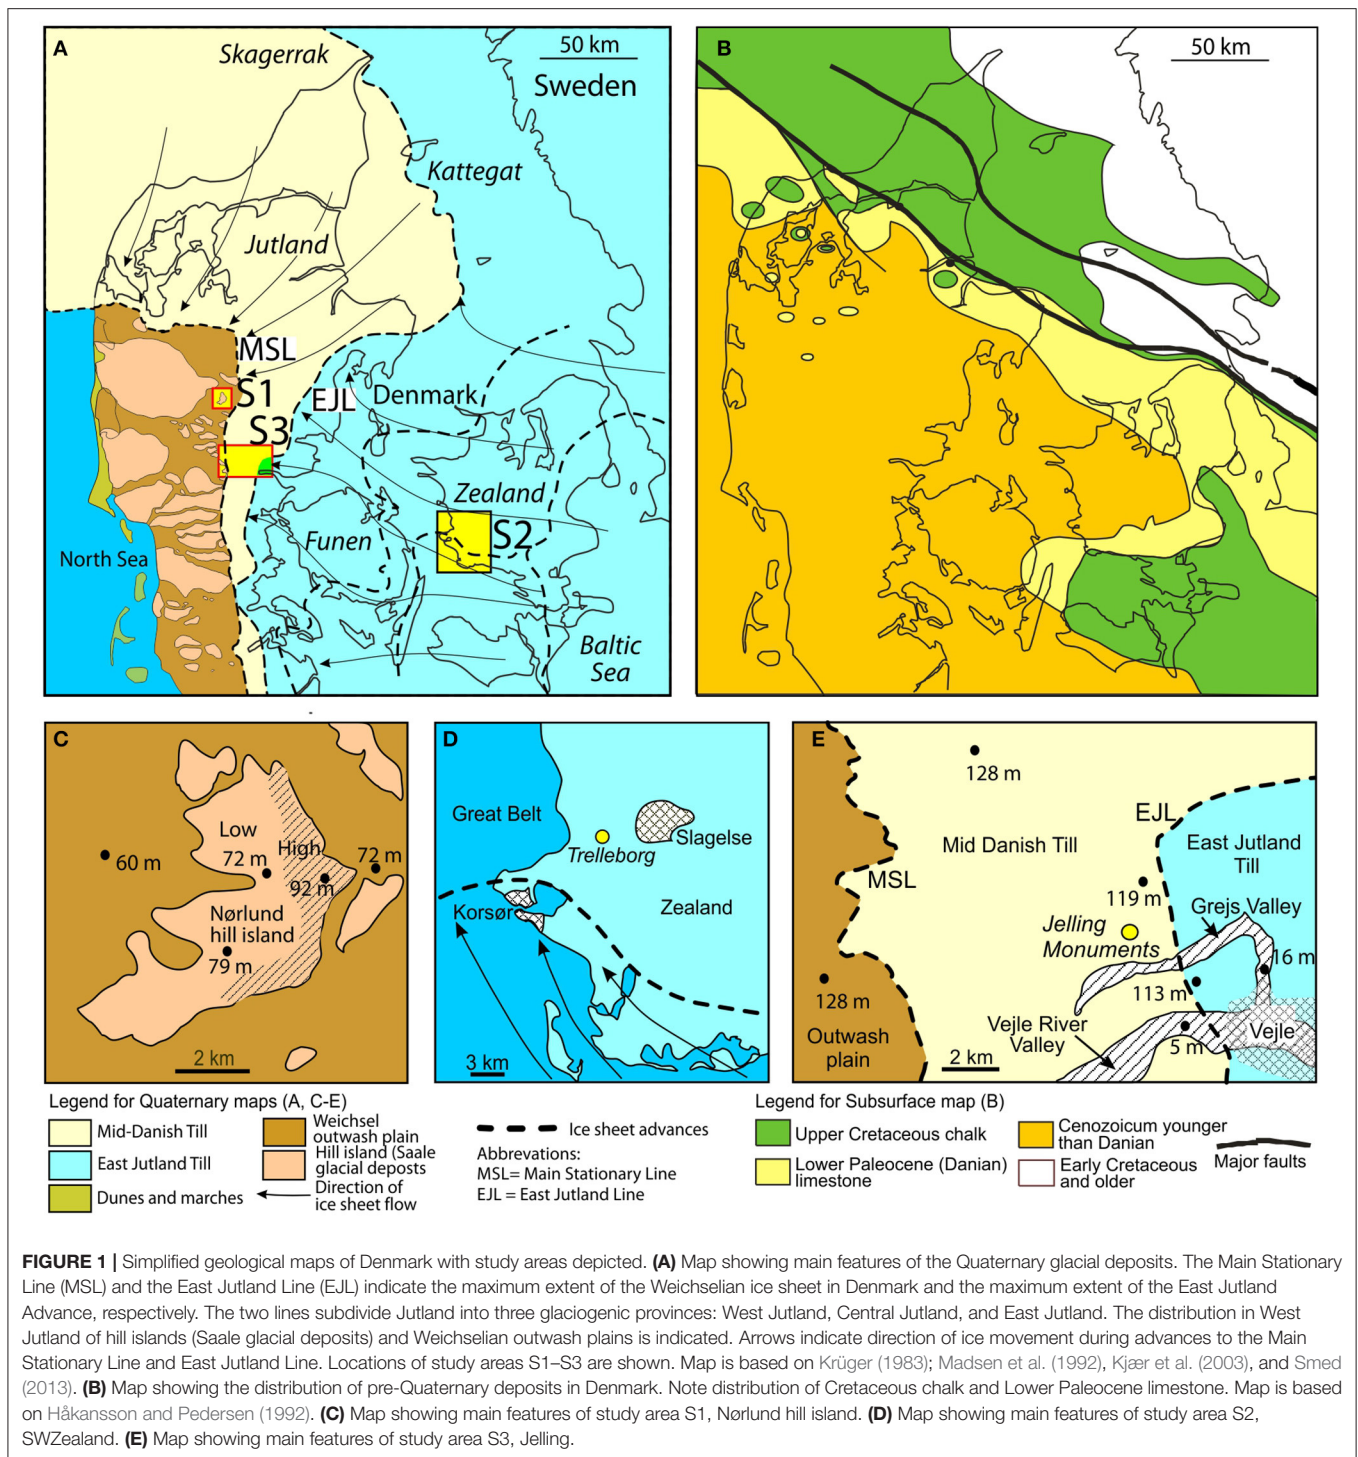 A
Skagerrak
50 km
Sweden
Kattegat
Jutland
MSL
S1
EJL
Denmark
S3
Zealand
S2
Funen
North Sea
Baltic
Sea
B
50 km
C
Low
72 m
High
72 m
60 m
92 m
Nørlund
hill island
79 m
2 km
D
Great Belt
Slagelse
Trelleborg
Korsør
Zealand
3 km
E
128 m
EJL
Mid Danish Till
East Jutland
Till
MSL
119 m
Grejs Valley
Jelling
Monuments
16 m
128 m
113 m
Vejle River
Valley
Vejle
Outwash
plain
5 m
2 km
Legend for Quaternary maps (A, C-E)
Mid-Danish Till
East Jutland Till
Dunes and marches
Weichsel
outwash plain
Hill island (Saale
glacial deposts
Direction of
ice sheet flow
Ice sheet advances
Abbrevations:
MSL= Main Stationary Line
EJL = East Jutland Line
Legend for Subsurface map (B)
Upper Cretaceous chalk
Lower Paleocene (Danian)
limestone
Cenozoicum younger
than Danian
Early Cretaceous
and older
Major faults
FIGURE 1 | Simplified geological maps of Denmark with study areas depicted. (A) Map showing main features of the Quaternary glacial deposits. The Main Stationary
Line (MSL) and the East Jutland Line (EJL) indicate the maximum extent of the Weichselian ice sheet in Denmark and the maximum extent of the East Jutland
Advance, respectively. The two lines subdivide Jutland into three glaciogenic provinces: West Jutland, Central Jutland, and East Jutland. The distribution in West
Jutland of hill islands (Saale glacial deposits) and Weichselian outwash plains is indicated. Arrows indicate direction of ice movement during advances to the Main
Stationary Line and East Jutland Line. Locations of study areas S1–S3 are shown. Map is based on Krüger (1983); Madsen et al. (1992), Kjær et al. (2003), and Smed
(2013). (B) Map showing the distribution of pre-Quaternary deposits in Denmark. Note distribution of Cretaceous chalk and Lower Paleocene limestone. Map is based
on Håkansson and Pedersen (1992). (C) Map showing main features of study area S1, Nørlund hill island. (D) Map showing main features of study area S2,
SWZealand. (E) Map showing main features of study area S3, Jelling.